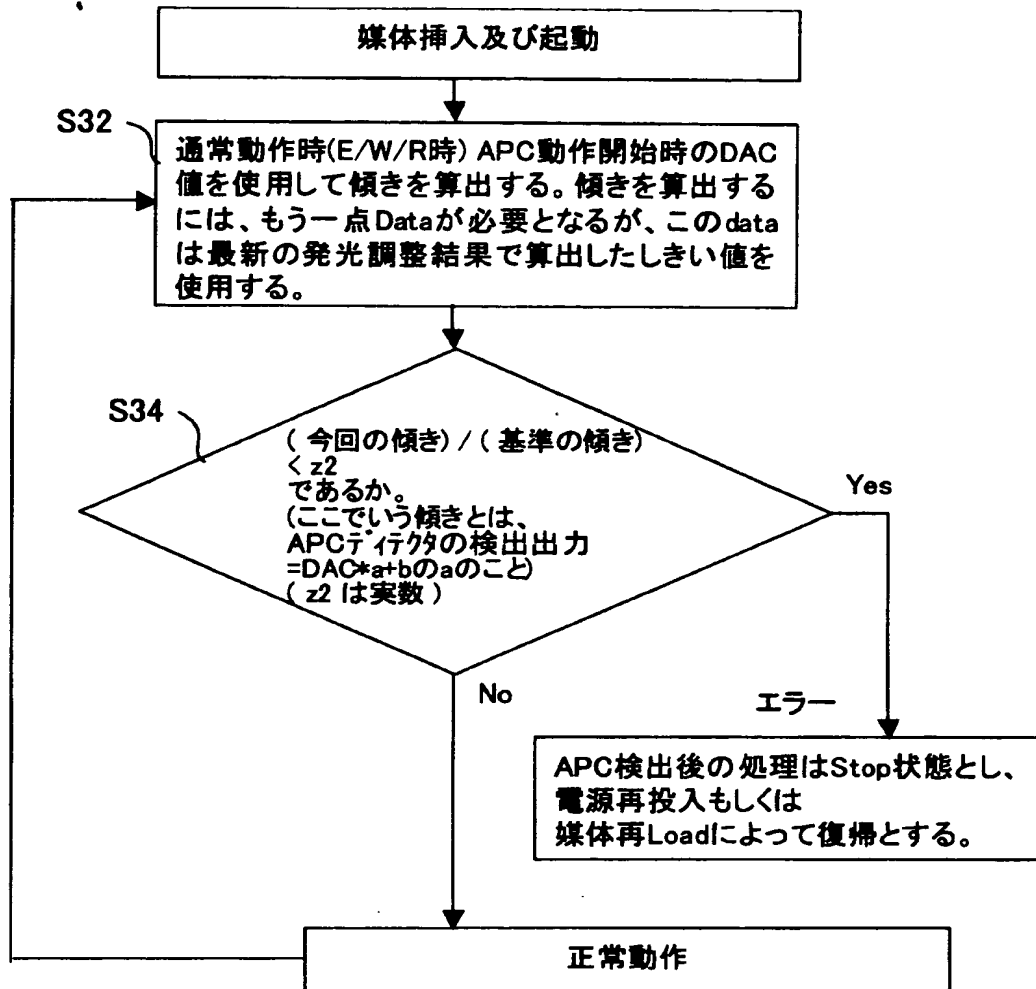 媒体挿入及び起動
S32
通常動作時(E/W/R時) APC動作開始時のDAC
値を使用して傾きを算出する。傾きを算出する
には、もう一点Dataが必要となるが、このdata
は最新の発光調整結果で算出したしきい値を
使用する。
S34
( 今回の傾き) / ( 基準の傾き)
< z2
であるか。
(ここでいう傾きとは、
APCディテクタの検出出力
=DAC*a+bのaのこと)
( z2 は実数 )
Yes
No
エラー
APC検出後の処理はStop状態とし、
電源再投入もしくは
媒体再Loadによって復帰とする。
正常動作